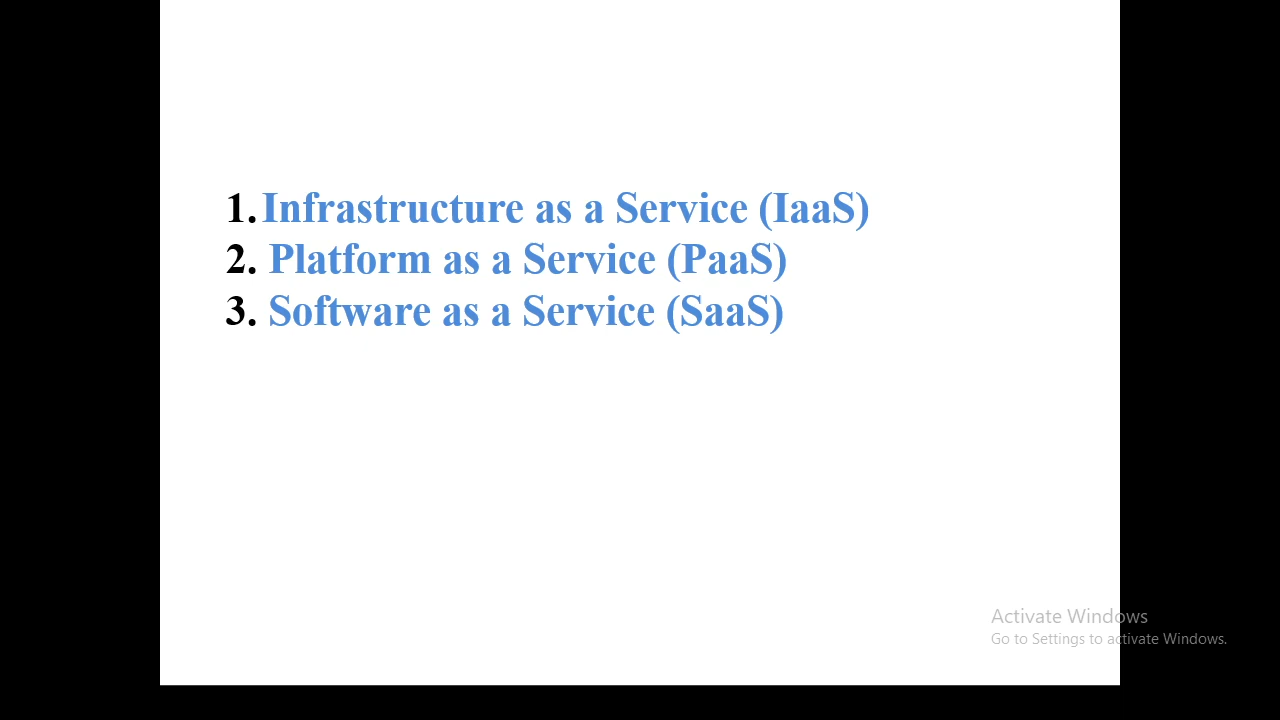 1.Infrastructure as a Service (IaaS)
2. Platform as a Service (PaaS)
3. Software as a Service (SaaS)
Activate Windows
Go to Settings to activate Windows.